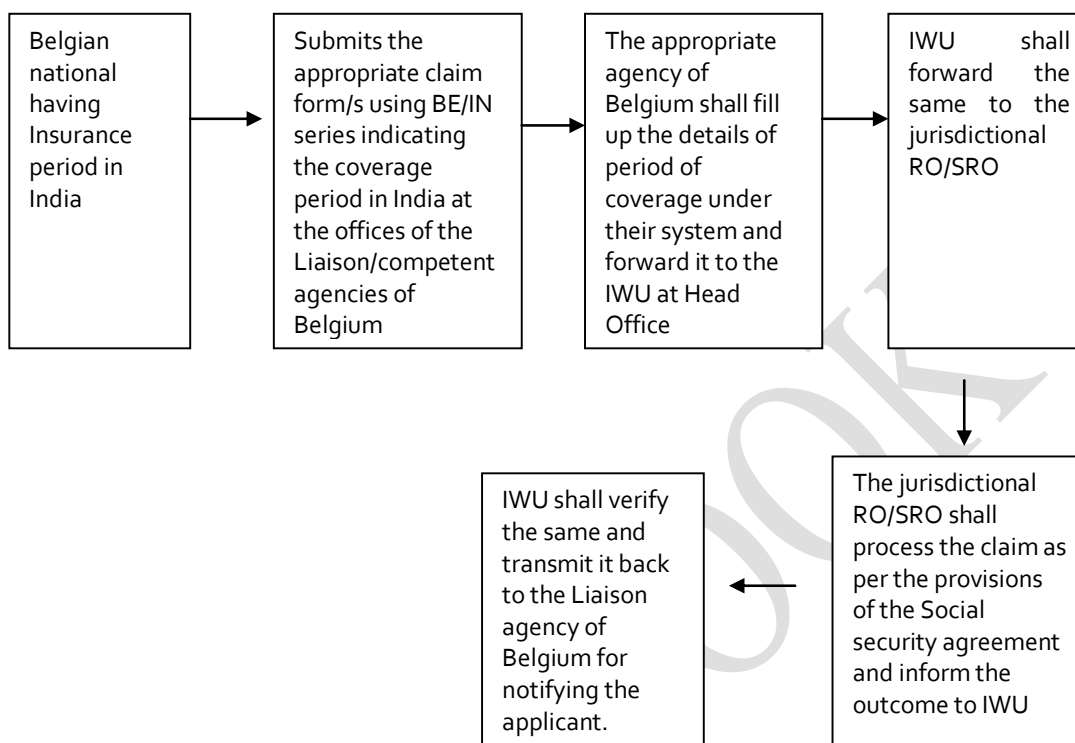 Belgian
national
having
Insurance
period in
India
Submits the
appropriate claim
form/s using BE/IN
series indicating
the coverage
period in India at
the offices of the
Liaison/competent
agencies of
Belgium
The appropriate
agency of
Belgium shall fill
up the details of
period of
coverage under
their system and
forward it to the
IWU at Head
Office
IWU shall
forward the
same to the
jurisdictional
RO/SRO
The jurisdictional
RO/SRO shall
process the claim as
per the provisions
of the Social
security agreement
and inform the
outcome to IWU
IWU shall verify
the same and
transmit it back
to the Liaison
agency of
Belgium for
notifying the
applicant.
OOK